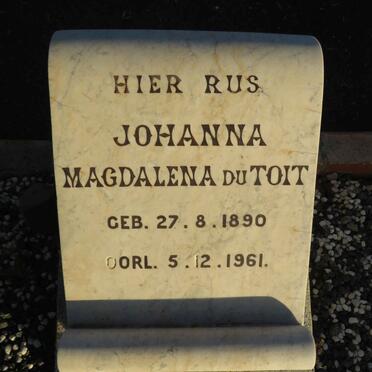 HIER RUS
JOHANNA
MAGDALENA DU TOIT
GEB. 27.8.1890
OORL. 5.12.1961.